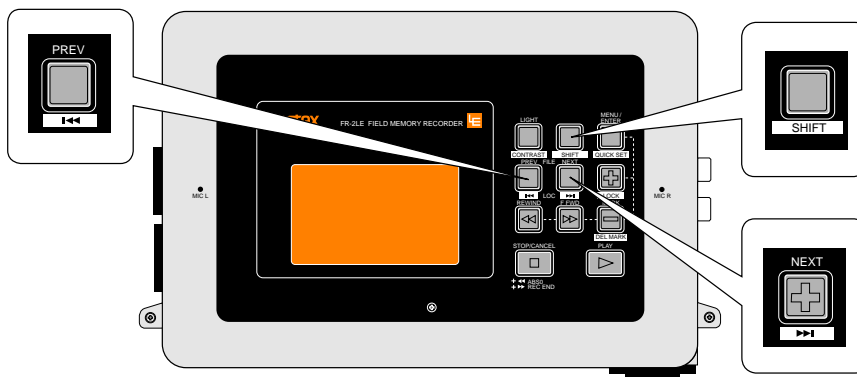 PREV
SHIFT
NEXT
FR-2LE FIELD MEMORY RECORDER
LE
LIGHT
MENU /
ENTER
CONTRAST
SHIFT
QUICK SET
PREV
FILE
NEXT
LOC
LOCK
REWIND
F FWD
DEL MARK
STOP/CANCEL
PLAY
+ ◀◀ ABS0
+ ▶▶ REC END
MIC L
MIC R